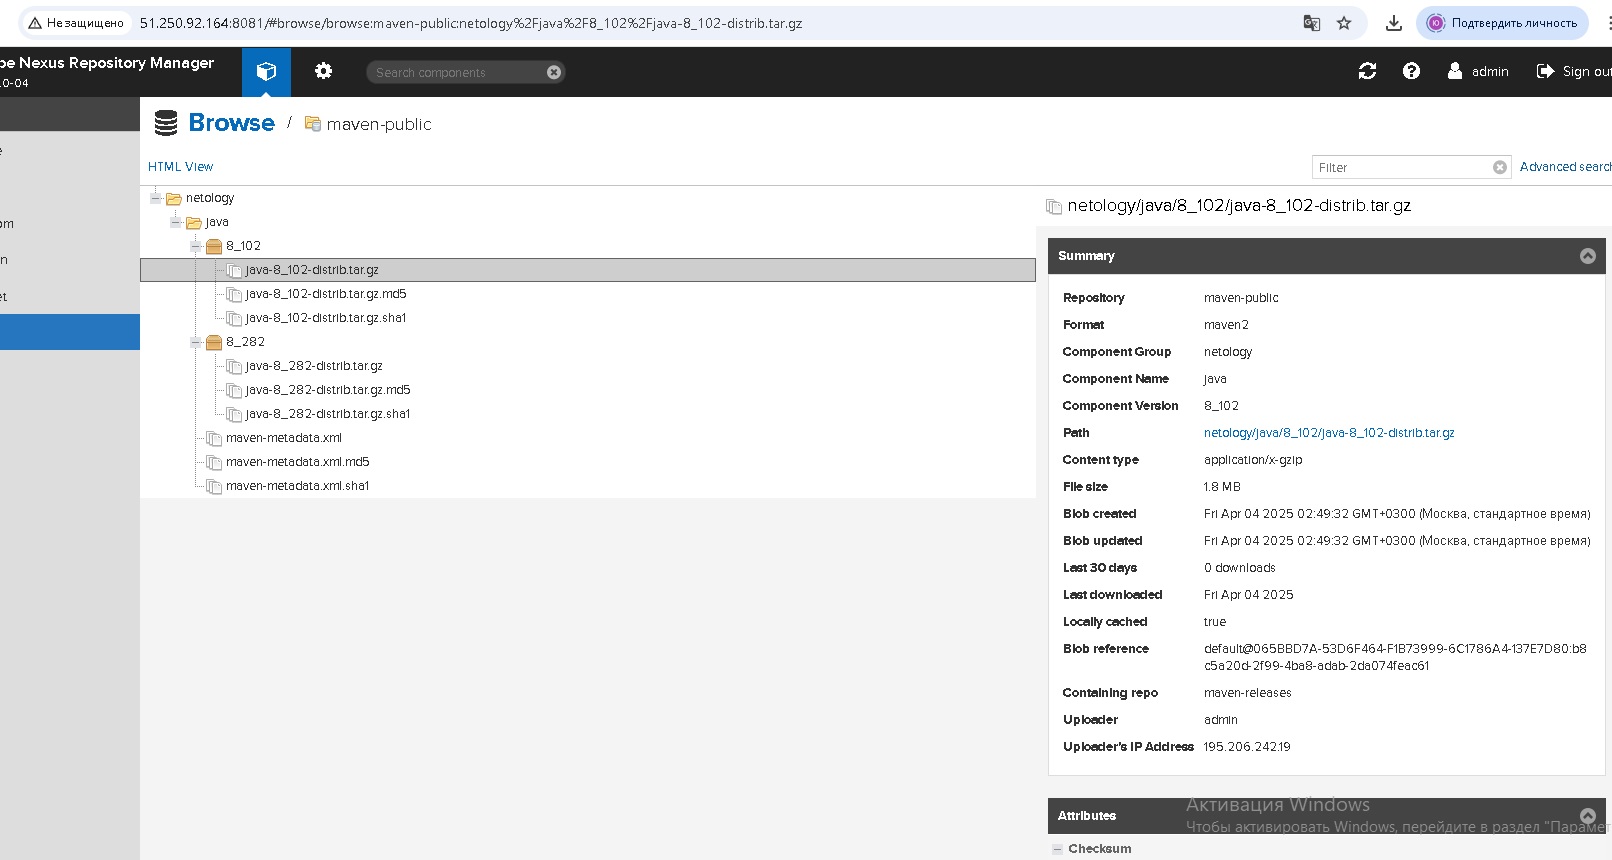 Не защищено
51.250.92.164:8081/#browse/browse:maven-public:netology%2Fjava%2F8_102%2Fjava-8_102-distrib.tar.gz
Подтвердить личность
Nexus Repository Manager
0-04
Search components
admin
Sign out
Browse / maven-public
HTML View
Filter
Advanced search
netology
java
8_102
java-8_102-distrib.tar.gz
java-8_102-distrib.tar.gz.md5
java-8_102-distrib.tar.gz.sha1
8_282
java-8_282-distrib.tar.gz
java-8_282-distrib.tar.gz.md5
java-8_282-distrib.tar.gz.sha1
maven-metadata.xml
maven-metadata.xml.md5
maven-metadata.xml.sha1
netology/java/8_102/java-8_102-distrib.tar.gz
Summary
Repository maven-public
Format maven2
Component Group netology
Component Name java
Component Version 8_102
Path netology/java/8_102/java-8_102-distrib.tar.gz
Content type application/x-gzip
File size 1.8 MB
Blob created Fri Apr 04 2025 02:49:32 GMT+0300 (Москва, стандартное время)
Blob updated Fri Apr 04 2025 02:49:32 GMT+0300 (Москва, стандартное время)
Last 30 days 0 downloads
Last downloaded Fri Apr 04 2025
Locally cached true
Blob reference default@065BBD7A-53D6F464-F1B73999-6C1786A4-137E7D80:b8
c5a20d-2f99-4ba8-adab-2da074feac61
Containing repo maven-releases
Uploader admin
Uploader's IP Address 195.206.242.19
Attributes
Активация Windows
Чтобы активировать Windows, перейдите в раздел "Парамет
Checksum